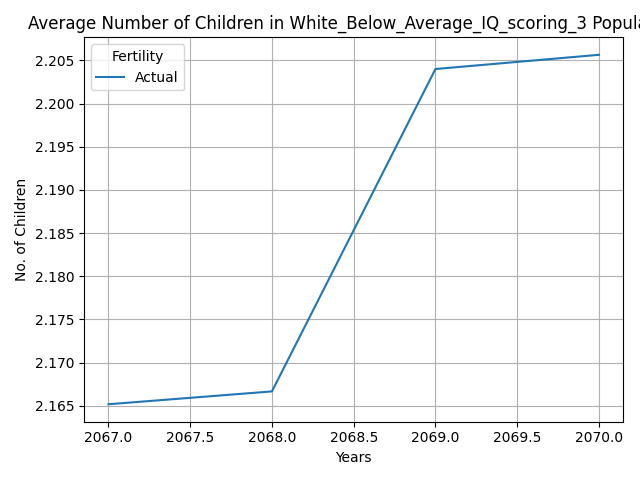 Average Number of Children in White_Below_Average_IQ_scoring_3 Popula
Fertility
Actual
No. of Children
2.205
2.200
2.195
2.190
2.185
2.180
2.175
2.170
2.165
2067.0 2067.5 2068.0 2068.5 2069.0 2069.5 2070.0
Years